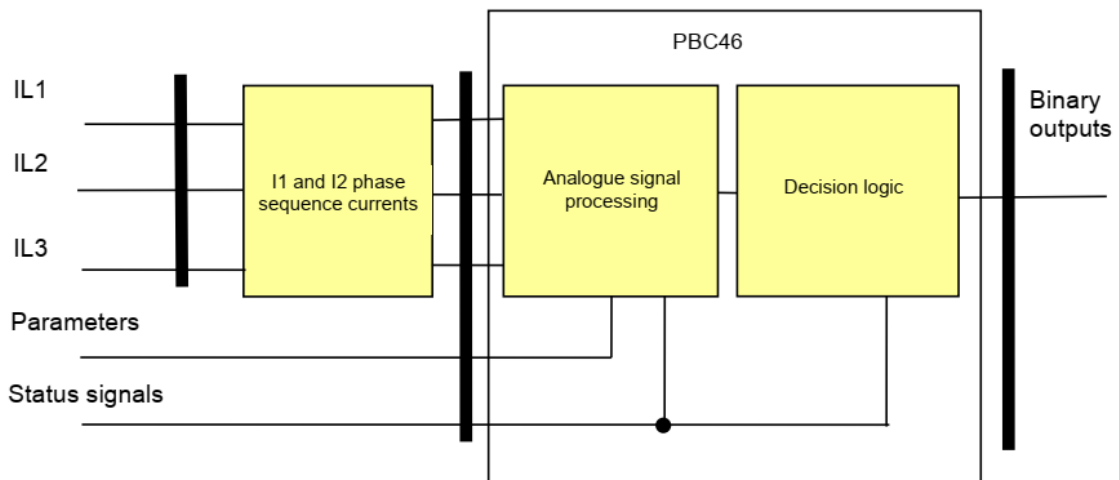 PBC46
IL1
IL2
IL3
I1 and I2 phase
sequence currents
Analogue signal
processing
Decision logic
Binary
outputs
Parameters
Status signals